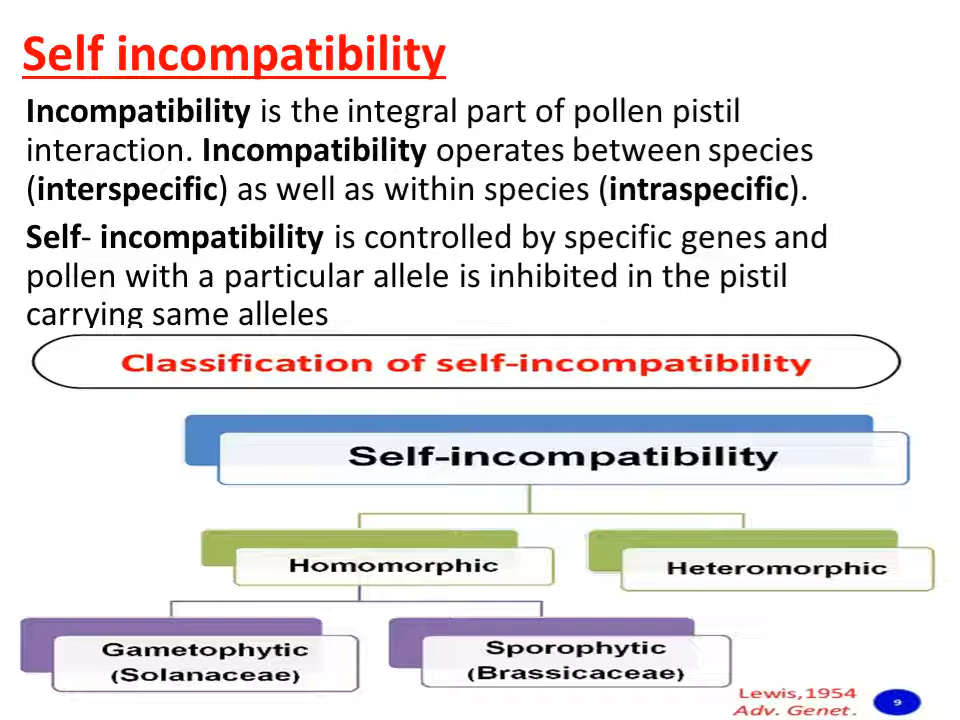 Self incompatibility
Incompatibility is the integral part of pollen pistil
interaction. Incompatibility operates between species
(interspecific) as well as within species (intraspecific).
Self- incompatibility is controlled by specific genes and
pollen with a particular allele is inhibited in the pistil
carrying same alleles
Classification of self-incompatibility
Self-incompatibility
Homomorphic
Heteromorphic
Gametophytic
(Solanaceae)
Sporophytic
(Brassicaceae)
Lewis,1954
Adv. Genet.
9